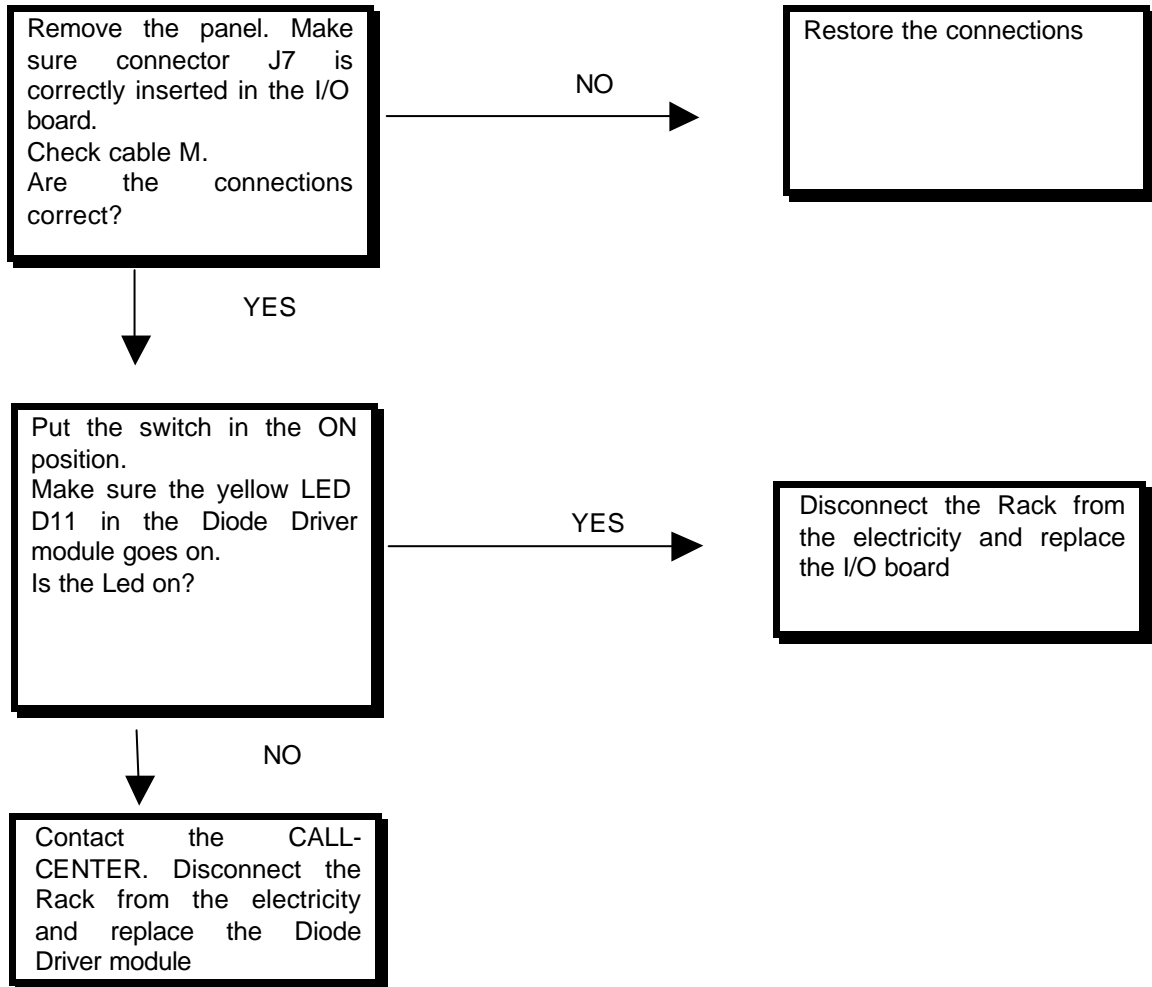 Remove the panel. Make
sure connector J7 is
correctly inserted in the I/O
board.
Check cable M.
Are the connections
correct?
NO
Restore the connections
YES
Put the switch in the ON
position.
Make sure the yellow LED
D11 in the Diode Driver
module goes on.
Is the Led on?
YES
Disconnect the Rack from
the electricity and replace
the I/O board
NO
Contact the CALL-
CENTER. Disconnect the
Rack from the electricity
and replace the Diode
Driver module